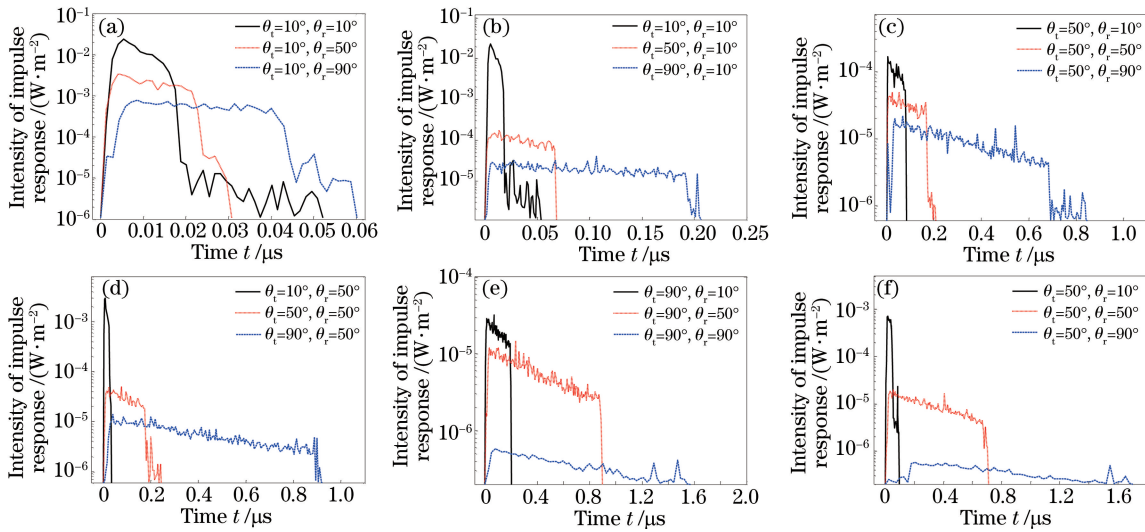 (a)
Intensity of impulse
response /(W·m⁻²)
10⁻¹
10⁻²
10⁻³
10⁻⁴
10⁻⁵
10⁻⁶
θt=10°, θr=10°
θt=10°, θr=50°
θt=10°, θr=90°
0 0.01 0.02 0.03 0.04 0.05 0.06
Time t /μs
(b)
Intensity of impulse
response /(W·m⁻²)
10⁻¹
10⁻²
10⁻³
10⁻⁴
10⁻⁵
θt=10°, θr=10°
θt=50°, θr=10°
θt=90°, θr=10°
0 0.05 0.10 0.15 0.20 0.25
Time t /μs
(c)
Intensity of impulse
response /(W·m⁻²)
10⁻⁴
10⁻⁵
10⁻⁶
θt=50°, θr=10°
θt=50°, θr=50°
θt=50°, θr=90°
0 0.2 0.4 0.6 0.8 1.0
Time t /μs
(d)
Intensity of impulse
response /(W·m⁻²)
10⁻³
10⁻⁴
10⁻⁵
10⁻⁶
θt=10°, θr=50°
θt=50°, θr=50°
θt=90°, θr=50°
0 0.2 0.4 0.6 0.8 1.0
Time t /μs
(e)
Intensity of impulse
response /(W·m⁻²)
10⁻⁴
10⁻⁵
10⁻⁶
θt=90°, θr=10°
θt=90°, θr=50°
θt=90°, θr=90°
0 0.4 0.8 1.2 1.6 2.0
Time t /μs
(f)
Intensity of impulse
response /(W·m⁻²)
10⁻³
10⁻⁴
10⁻⁵
10⁻⁶
θt=50°, θr=10°
θt=50°, θr=50°
θt=50°, θr=90°
0 0.4 0.8 1.2 1.6
Time t /μs